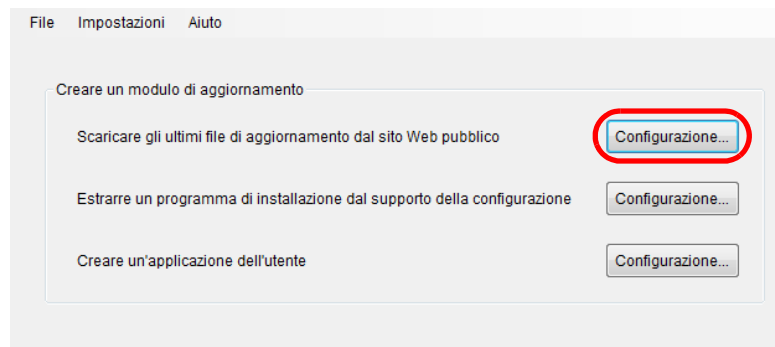 File Impostazioni Aiuto
Creare un modulo di aggiornamento
Scaricare gli ultimi file di aggiornamento dal sito Web pubblico Configurazione...
Estrarre un programma di installazione dal supporto della configurazione Configurazione...
Creare un'applicazione dell'utente Configurazione...